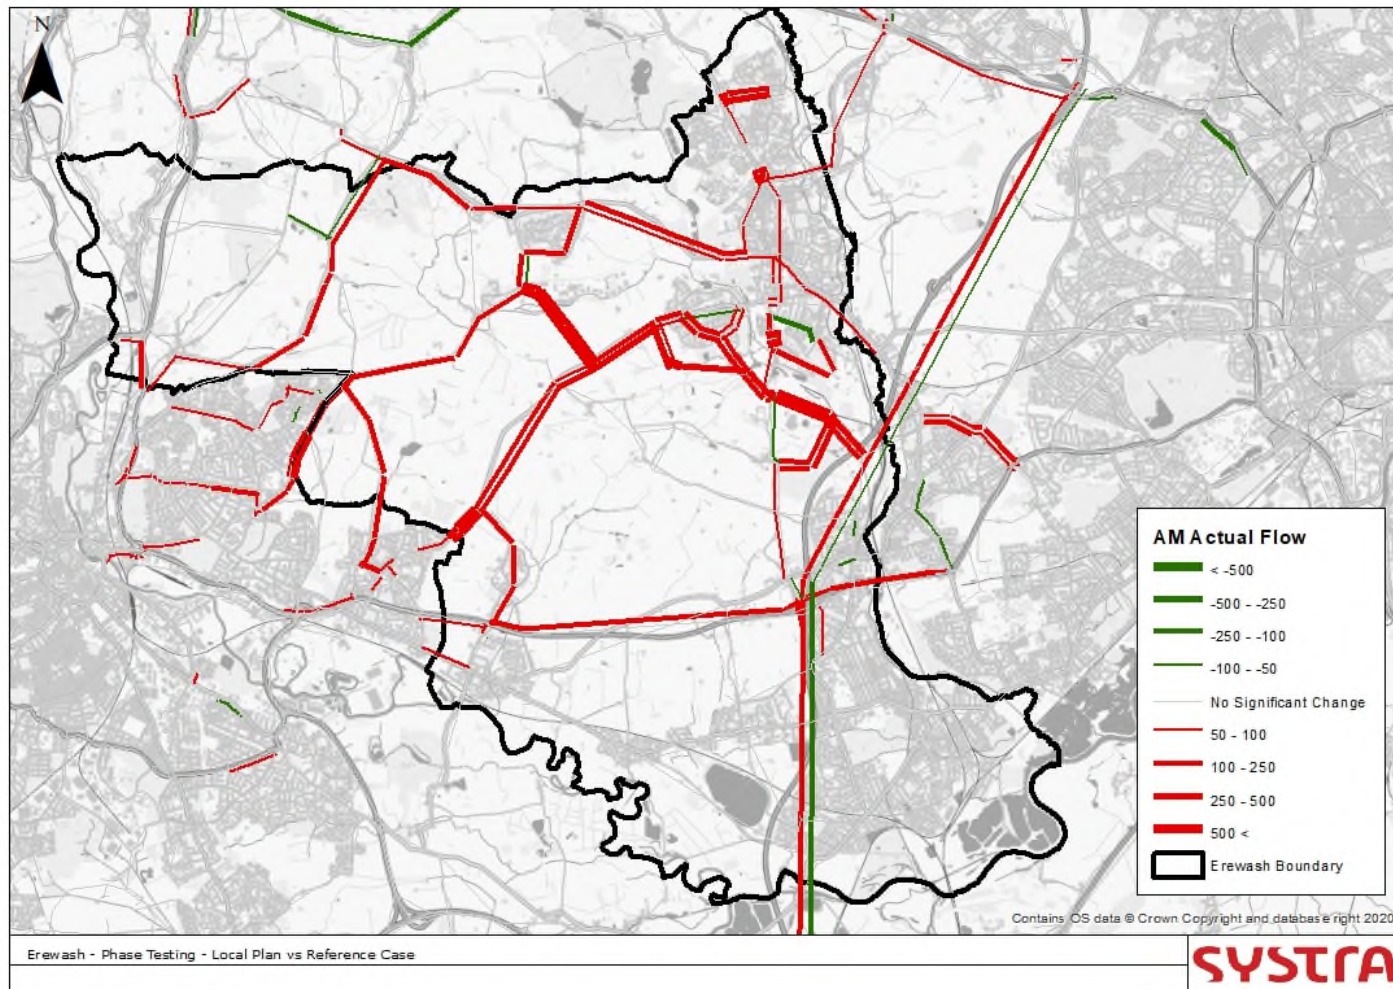 N
AM Actual Flow
< -500
-500 - -250
-250 - -100
-100 - -50
No Significant Change
50 - 100
100 - 250
250 - 500
500 <
Erewash Boundary
Contains OS data © Crown Copyright and database right 2020
Erewash - Phase Testing - Local Plan vs Reference Case
SYSTRA